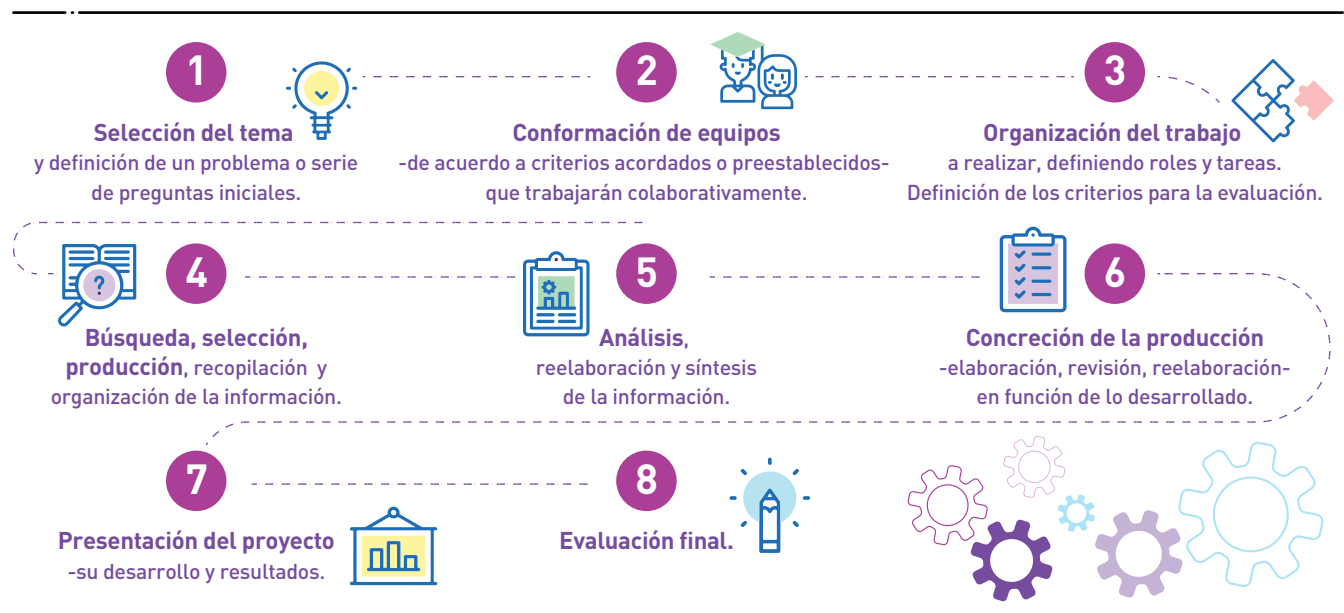 1
Selección del tema
y definición de un problema o serie
de preguntas iniciales.
2
Conformación de equipos
-de acuerdo a criterios acordados o preestablecidos-
que trabajarán colaborativamente.
3
Organización del trabajo
a realizar, definiendo roles y tareas.
Definición de los criterios para la evaluación.
?
4
Búsqueda, selección,
producción, recopilación y
organización de la información.
5
Análisis,
reelaboración y síntesis
de la información.
6
Concreción de la producción
-elaboración, revisión, reelaboración-
en función de lo desarrollado.
7
Presentación del proyecto
-su desarrollo y resultados.
8
Evaluación final.